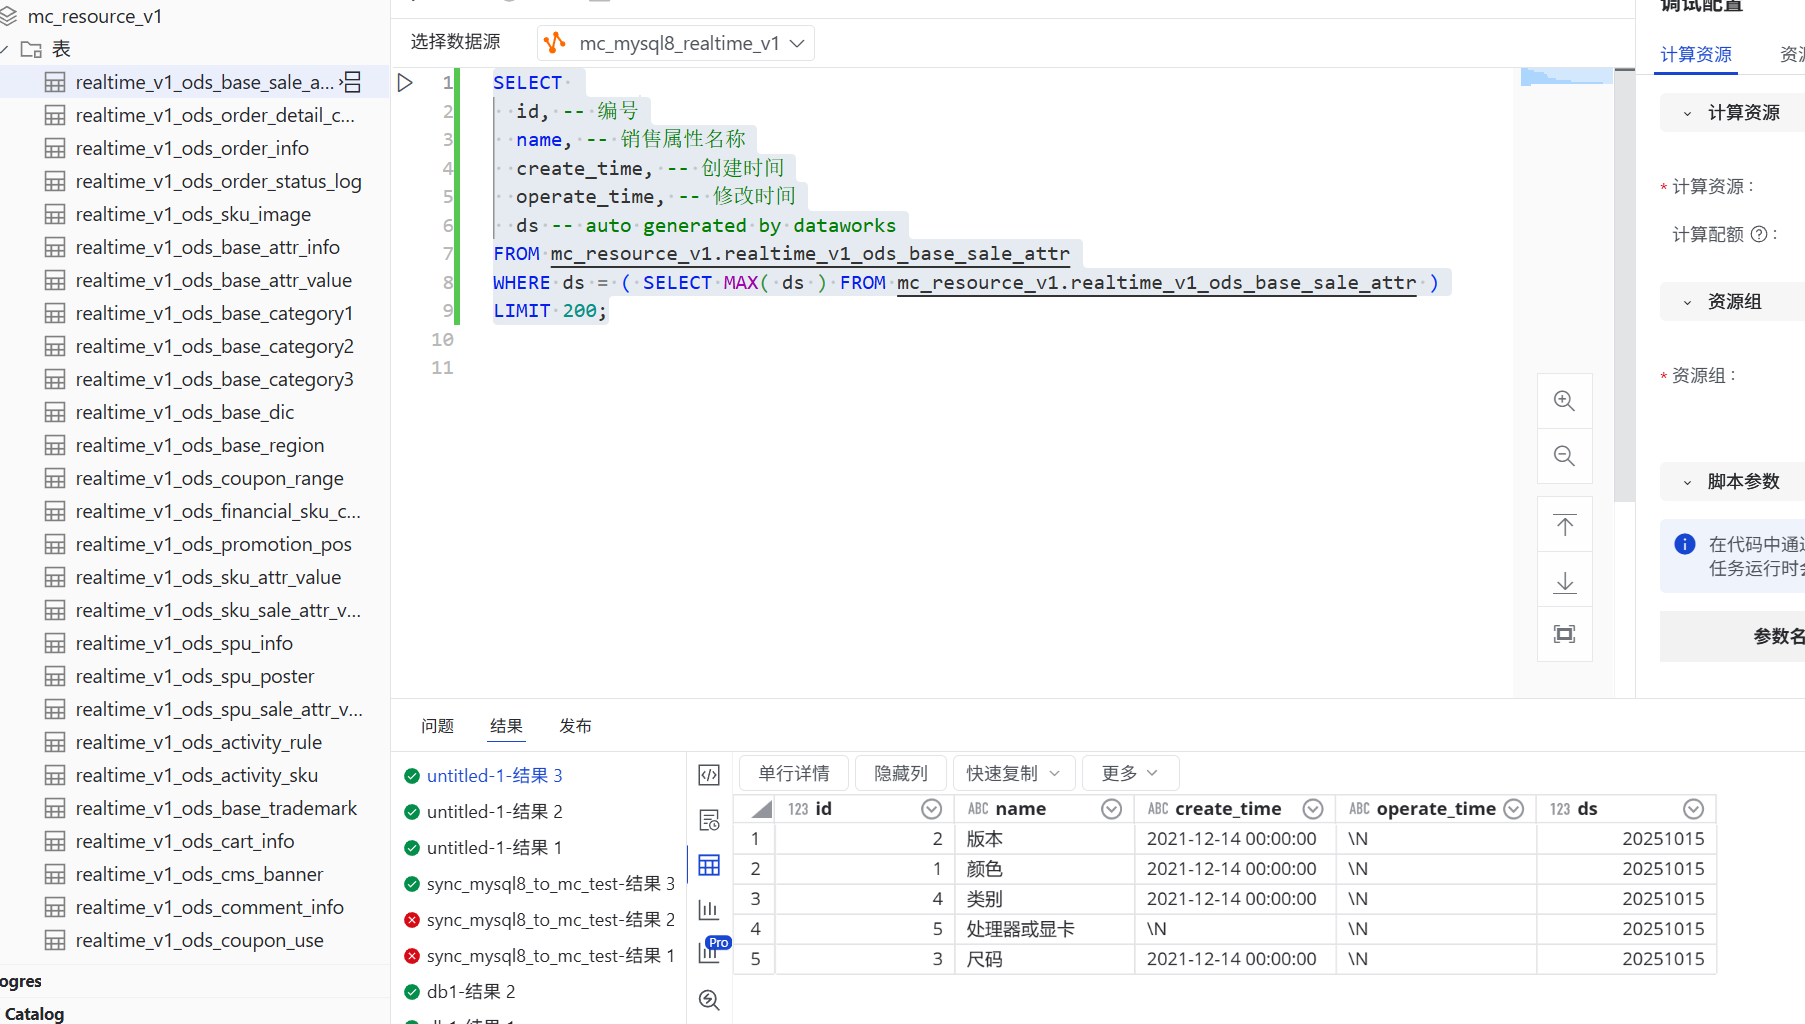 mc_resource_v1
表
realtime_v1_ods_base_sale_a...
realtime_v1_ods_order_detail_c...
realtime_v1_ods_order_info
realtime_v1_ods_order_status_log
realtime_v1_ods_sku_image
realtime_v1_ods_base_attr_info
realtime_v1_ods_base_attr_value
realtime_v1_ods_base_category1
realtime_v1_ods_base_category2
realtime_v1_ods_base_category3
realtime_v1_ods_base_dic
realtime_v1_ods_base_region
realtime_v1_ods_coupon_range
realtime_v1_ods_financial_sku_c...
realtime_v1_ods_promotion_pos
realtime_v1_ods_sku_attr_value
realtime_v1_ods_sku_sale_attr_v...
realtime_v1_ods_spu_info
realtime_v1_ods_spu_poster
realtime_v1_ods_spu_sale_attr_v...
realtime_v1_ods_activity_rule
realtime_v1_ods_activity_sku
realtime_v1_ods_base_trademark
realtime_v1_ods_cart_info
realtime_v1_ods_cms_banner
realtime_v1_ods_comment_info
realtime_v1_ods_coupon_use
ogres
Catalog
选择数据源 mc_mysql8_realtime_v1
1 SELECT
2 id, -- 编号
3 name, -- 销售属性名称
4 create_time, -- 创建时间
5 operate_time, -- 修改时间
6 ds -- auto generated by dataworks
7 FROM mc_resource_v1.realtime_v1_ods_base_sale_attr
8 WHERE ds = ( SELECT MAX( ds ) FROM mc_resource_v1.realtime_v1_ods_base_sale_attr )
9 LIMIT 200;
10
11
调试配置
计算资源 资源
计算资源
* 计算资源：
计算配额 ?：
资源组
* 资源组：
脚本参数
在代码中通过
任务运行时会
参数名
问题 结果 发布
untitled-1-结果 3
untitled-1-结果 2
untitled-1-结果 1
sync_mysql8_to_mc_test-结果 3
sync_mysql8_to_mc_test-结果 2
sync_mysql8_to_mc_test-结果 1
db1-结果 2
Pro
单行详情 隐藏列 快速复制 更多
123 id ABC name ABC create_time ABC operate_time 123 ds
1 2 版本 2021-12-14 00:00:00 \N 20251015
2 1 颜色 2021-12-14 00:00:00 \N 20251015
3 4 类别 2021-12-14 00:00:00 \N 20251015
4 5 处理器或显卡 \N \N 20251015
5 3 尺码 2021-12-14 00:00:00 \N 20251015